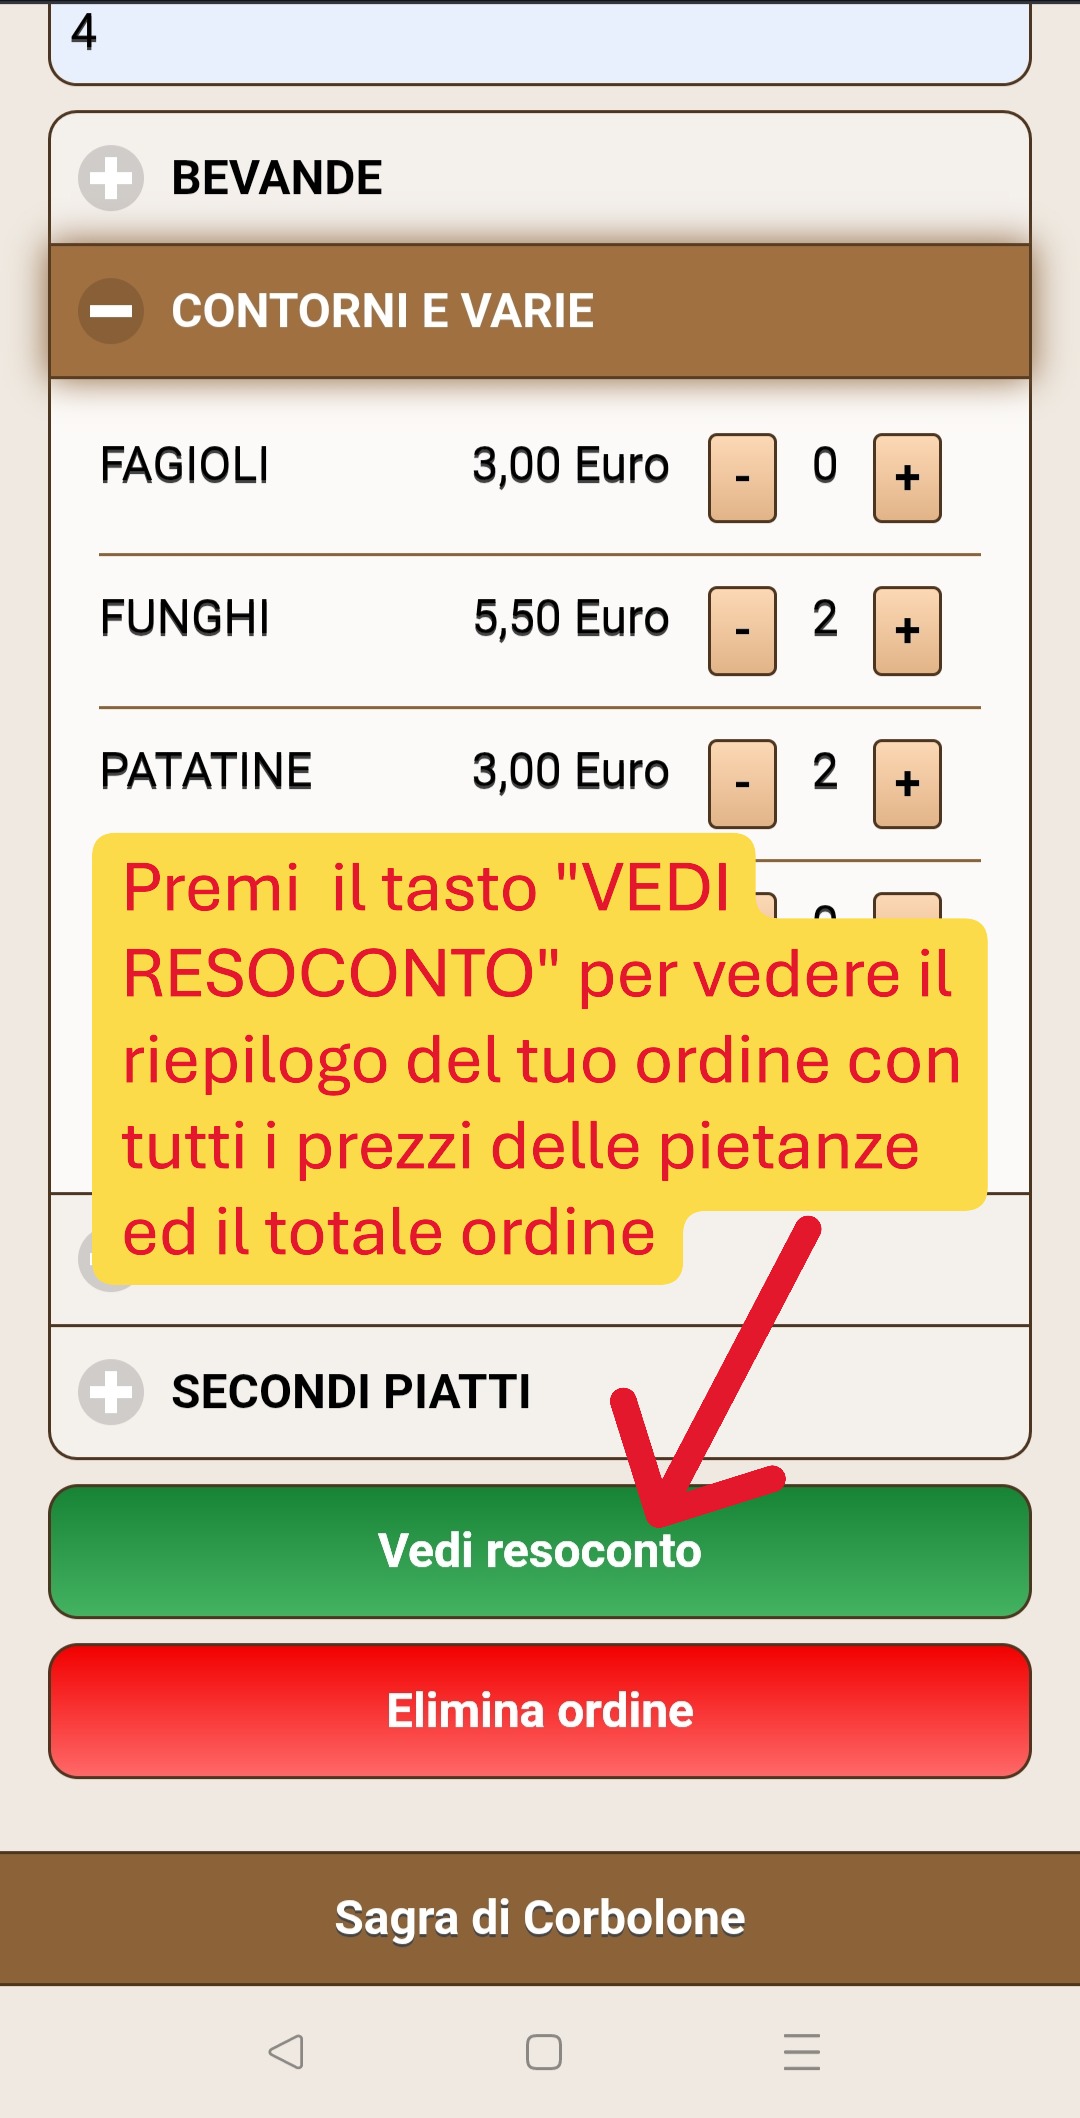 4
BEVANDE
CONTORNI E VARIE
FAGIOLI 3,00 Euro - 0 +
FUNGHI 5,50 Euro - 2 +
PATATINE 3,00 Euro - 2 +
Premi il tasto "VEDI
RESOCONTO" per vedere il
riepilogo del tuo ordine con
tutti i prezzi delle pietanze
ed il totale ordine
SECONDI PIATTI
Vedi resoconto
Elimina ordine
Sagra di Corbolone